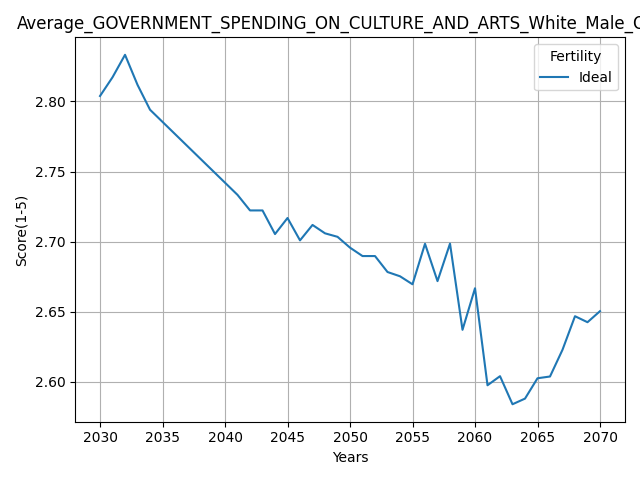 Average_GOVERNMENT_SPENDING_ON_CULTURE_AND_ARTS_White_Male_
Fertility
Ideal
Score(1-5)
2.80
2.75
2.70
2.65
2.60
2030 2035 2040 2045 2050 2055 2060 2065 2070
Years